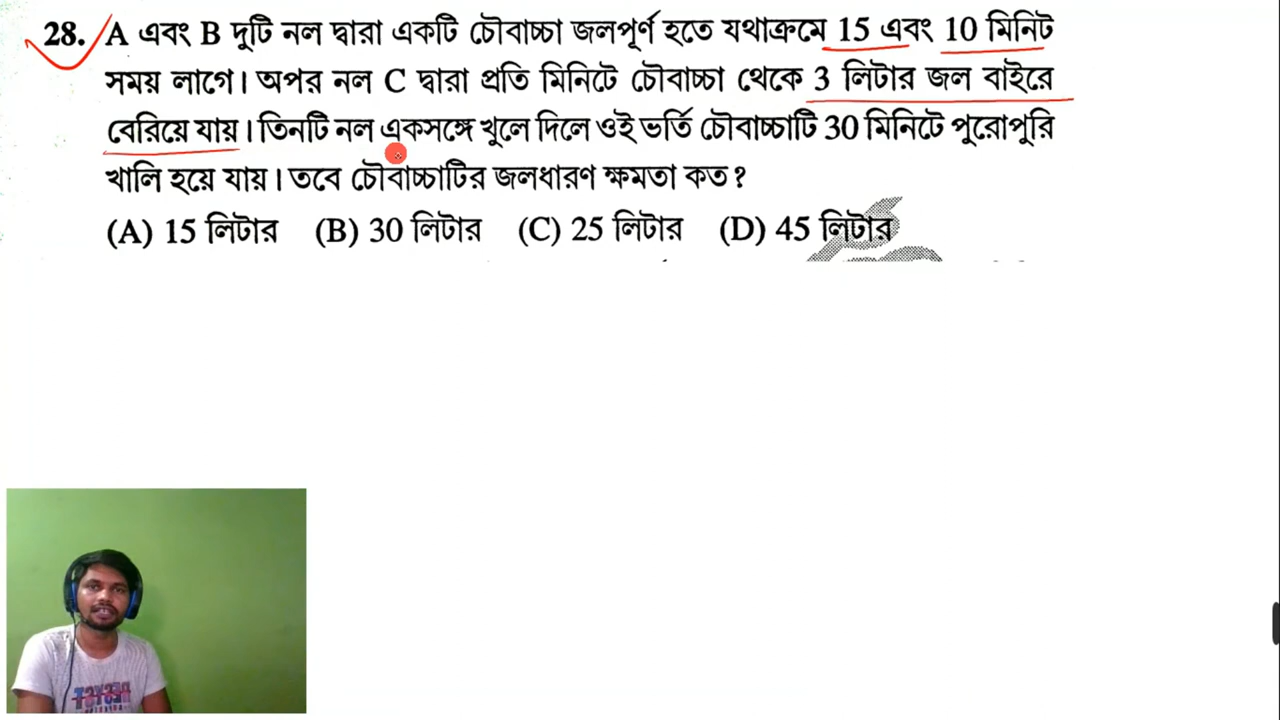 28. A এবং B দুটি নল দ্বারা একটি চৌবাচ্চা জলপূর্ণ হতে যথাক্রমে 15 এবং 10 মিনিট
সময় লাগে। অপর নল C দ্বারা প্রতি মিনিটে চৌবাচ্চা থেকে 3 লিটার জল বাইরে
বেরিয়ে যায়। তিনটি নল একসঙ্গে খুলে দিলে ওই ভর্তি চৌবাচ্চাটি 30 মিনিটে পুরোপুরি
খালি হয়ে যায়। তবে চৌবাচ্চাটির জলধারণ ক্ষমতা কত?
(A) 15 লিটার (B) 30 লিটার (C) 25 লিটার (D) 45 লিটার